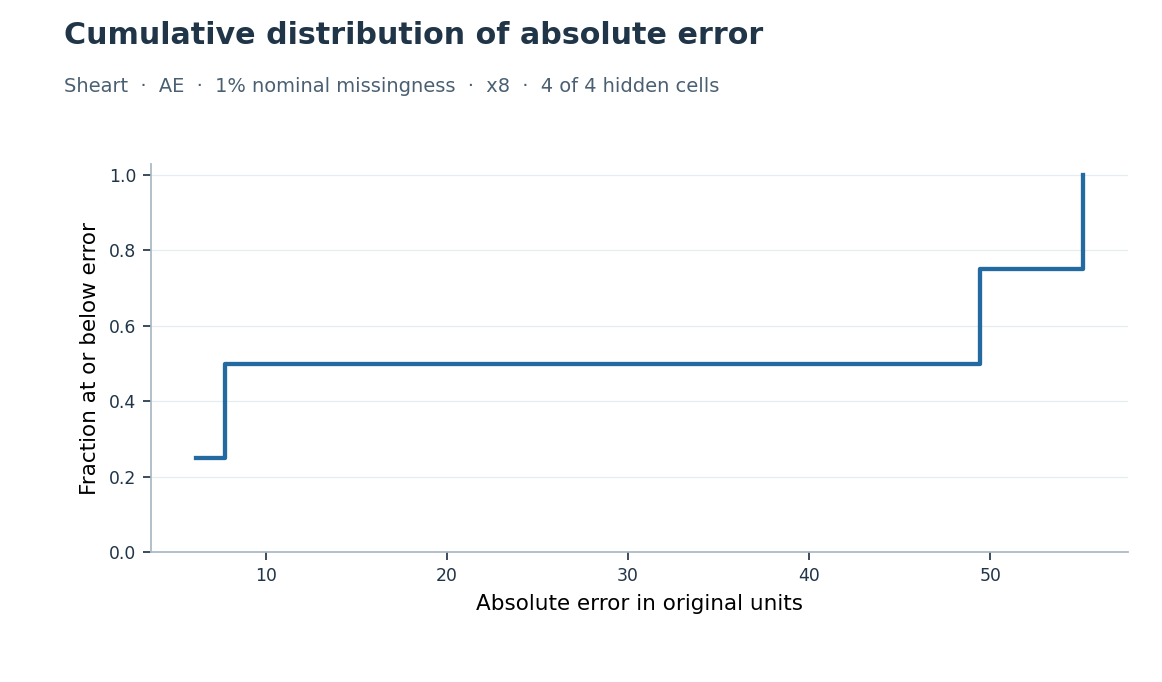 Cumulative distribution of absolute error
Sheart · AE · 1% nominal missingness · x8 · 4 of 4 hidden cells
Fraction at or below error
1.0
0.8
0.6
0.4
0.2
0.0
10 20 30 40 50
Absolute error in original units